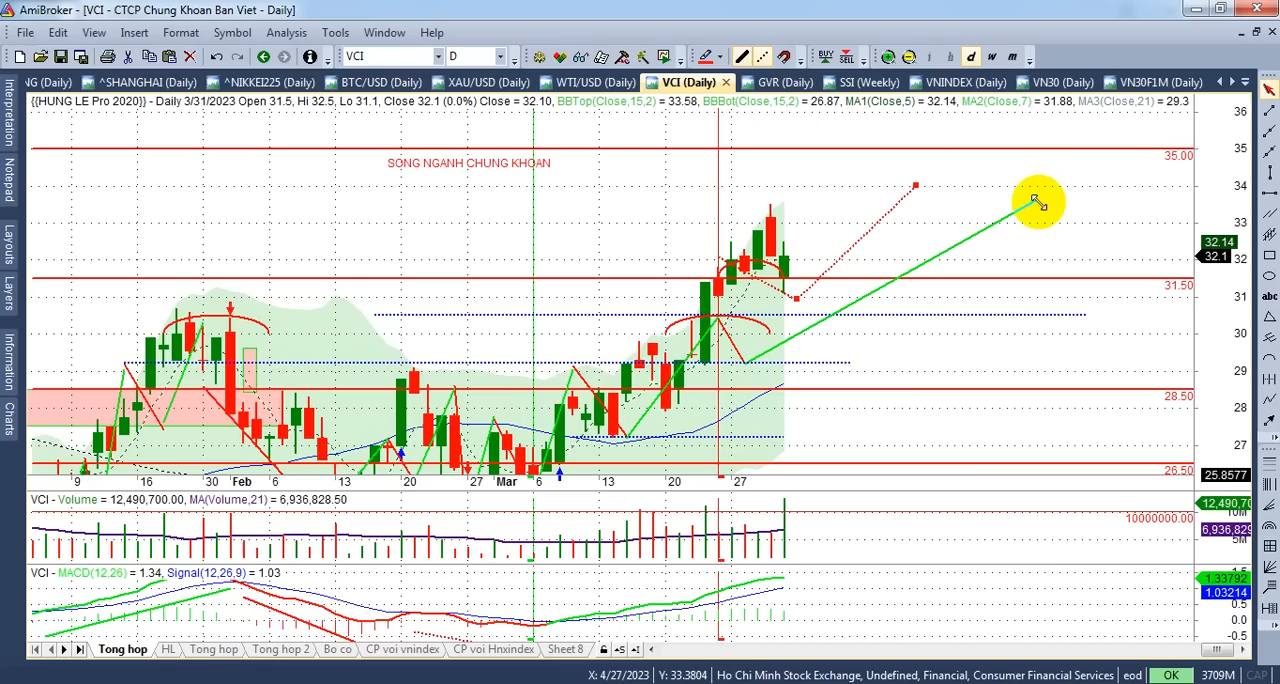 AmiBroker - [VCI - CTCP Chung Khoan Ban Viet - Daily]
File Edit View Insert Format Symbol Analysis Tools Window Help
VCI D BUY SELL i h d w m
NG (Daily) ^SHANGHAI (Daily) ^NIKKEI225 (Daily) BTC/USD (Daily) XAU/USD (Daily) WTI/USD (Daily) VCI (Daily) GVR (Daily) SSI (Weekly) VNINDEX (Daily) VN30 (Daily) VN30F1M (Daily)
{{HUNG LE Pro 2020}} - Daily 3/31/2023 Open 31.5, Hi 32.5, Lo 31.1, Close 32.1 (0.0%) Close = 32.10, BBTop(Close,15,2) = 33.58, BBBot(Close,15,2) = 26.87, MA1(Close,5) = 32.14, MA2(Close,7) = 31.88, MA3(Close,21) = 29.3
Interpretation
Notepad
Layouts
Layers
Information
Charts
SONG NGANH CHUNG KHOAN
36
35
35.00
34
33
32.14
32.1
32
31.50
31
30
29
28.50
28
27
26.50
25.8577
9 16 30 Feb 6 13 20 27 Mar 6 13 20 27
VCI - Volume = 12,490,700.00, MA(Volume,21) = 6,936,828.50
12,490,70
10M
10000000.00
6,936,829
5M
VCI - MACD(12,26) = 1.34, Signal(12,26,9) = 1.03
1.5
1.33792
1.03214
0.5
0.0
-0.5
abc
Tong hop HL Tong hop Tong hop 2 Bo co CP voi vnindex CP voi Hnxindex Sheet 8
X: 4/27/2023 Y: 33.3804 Ho Chi Minh Stock Exchange, Undefined, Financial, Consumer Financial Services eod OK 3709M CAP